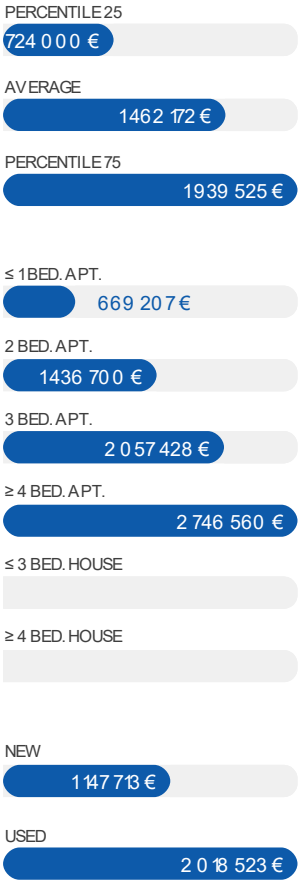 PERCENTILE 25
724 000 €
AVERAGE
1 462 172 €
PERCENTILE 75
1 939 525 €
≤ 1 BED. APT.
669 207 €
2 BED. APT.
1 436 700 €
3 BED. APT.
2 057 428 €
≥ 4 BED. APT.
2 746 560 €
≤ 3 BED. HOUSE
≥ 4 BED. HOUSE
NEW
1 147 713 €
USED
2 018 523 €